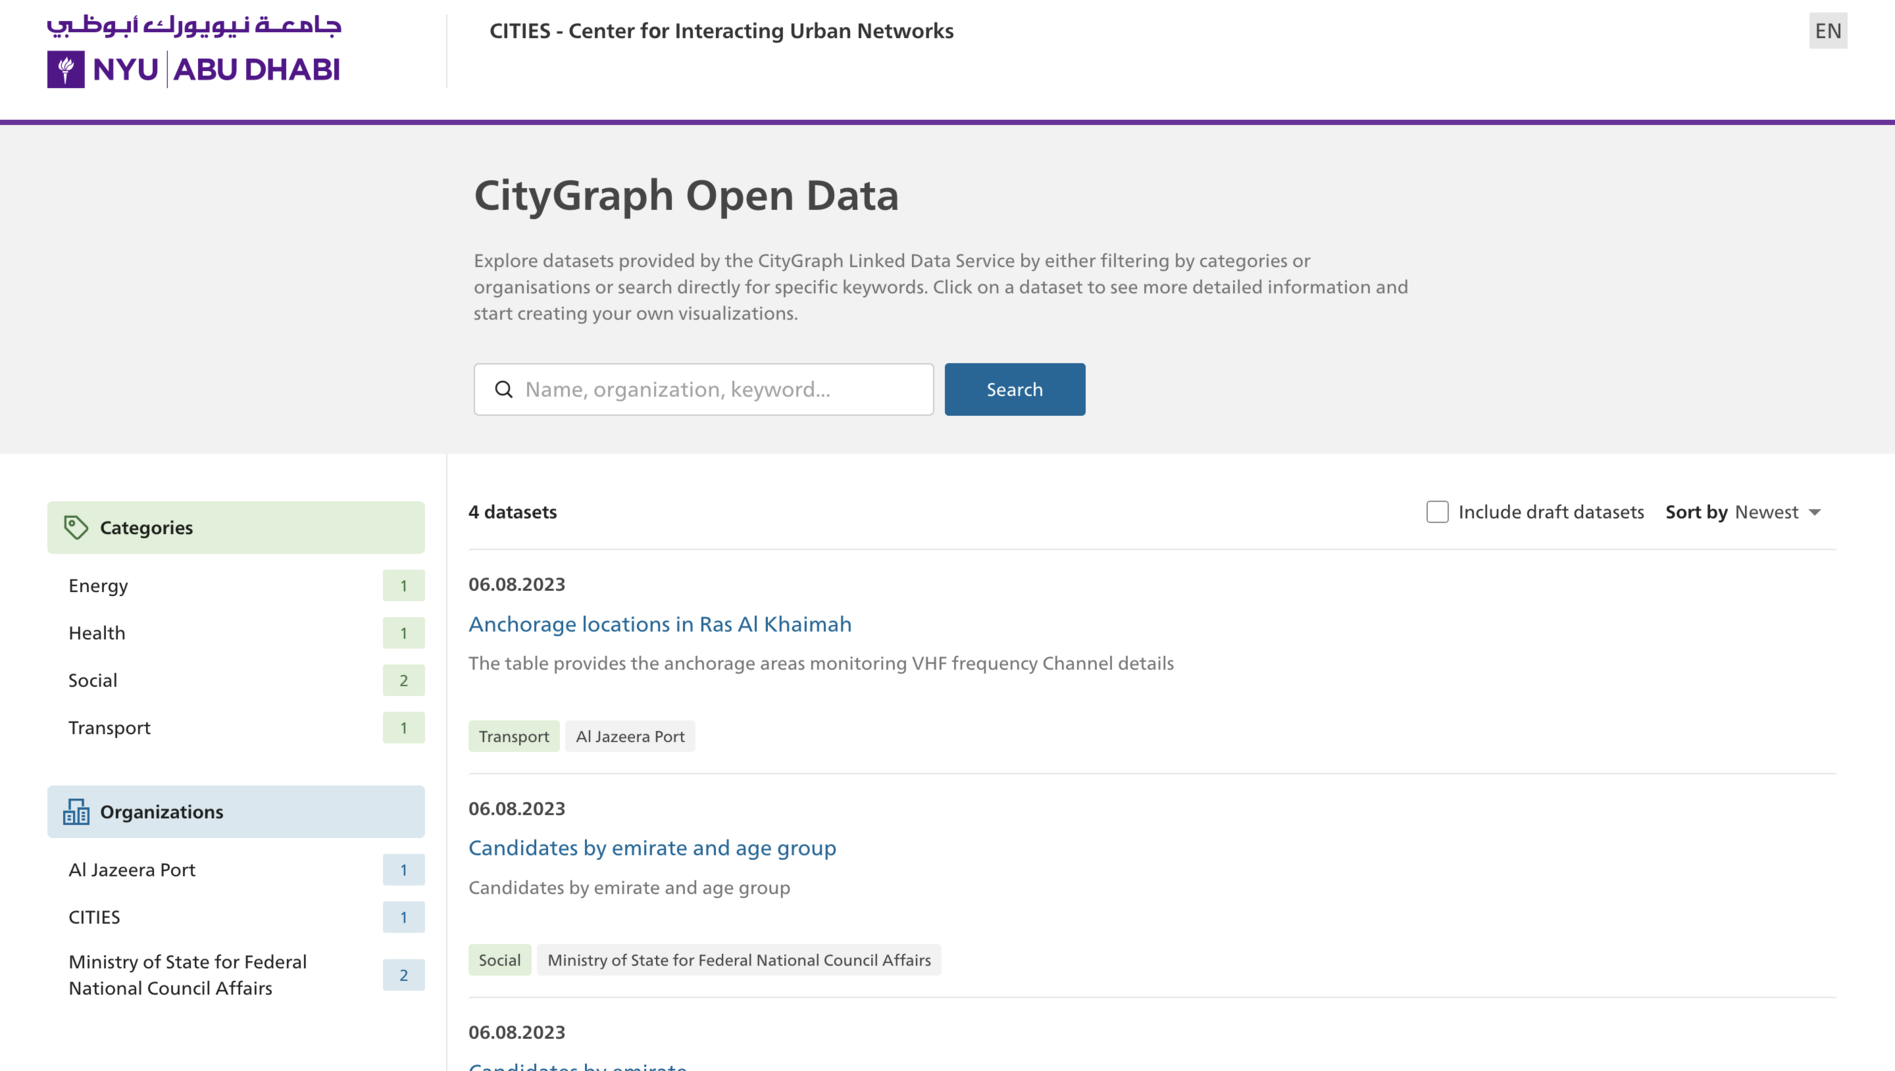 جامعـة نيويورك أبوظـبي
NYU ABU DHABI
CITIES - Center for Interacting Urban Networks
EN
CityGraph Open Data
Explore datasets provided by the CityGraph Linked Data Service by either filtering by categories or
organisations or search directly for specific keywords. Click on a dataset to see more detailed information and
start creating your own visualizations.
Name, organization, keyword...
Search
Categories
Energy 1
Health 1
Social 2
Transport 1
Organizations
Al Jazeera Port 1
CITIES 1
Ministry of State for Federal
National Council Affairs 2
4 datasets
Include draft datasets Sort by Newest
06.08.2023
Anchorage locations in Ras Al Khaimah
The table provides the anchorage areas monitoring VHF frequency Channel details
Transport Al Jazeera Port
06.08.2023
Candidates by emirate and age group
Candidates by emirate and age group
Social Ministry of State for Federal National Council Affairs
06.08.2023
Candidates by emirate